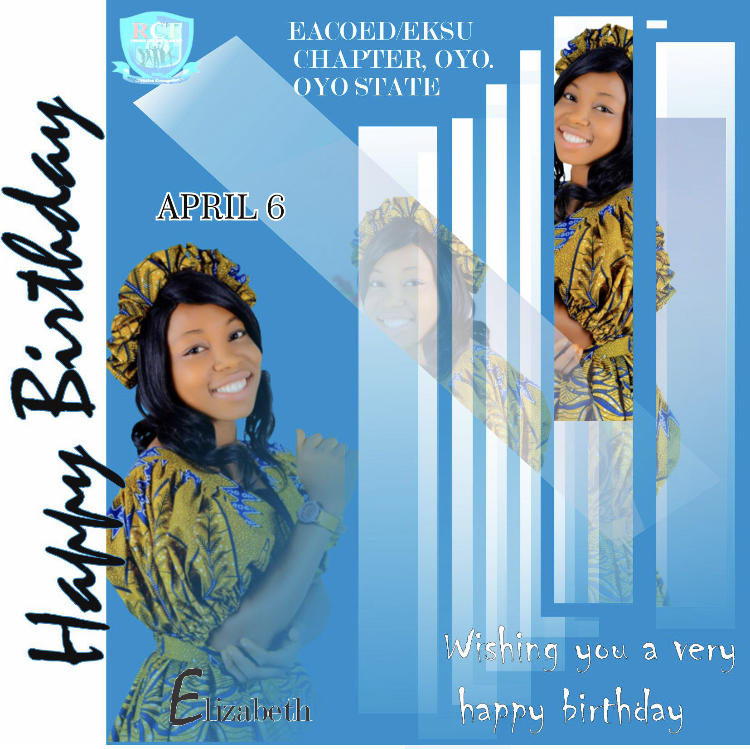 RCT
EACOED/EKSU
CHAPTER, OYO.
OYO STATE
APRIL 6
Happy Birthday
Elizabeth
Wishing you a very
happy birthday